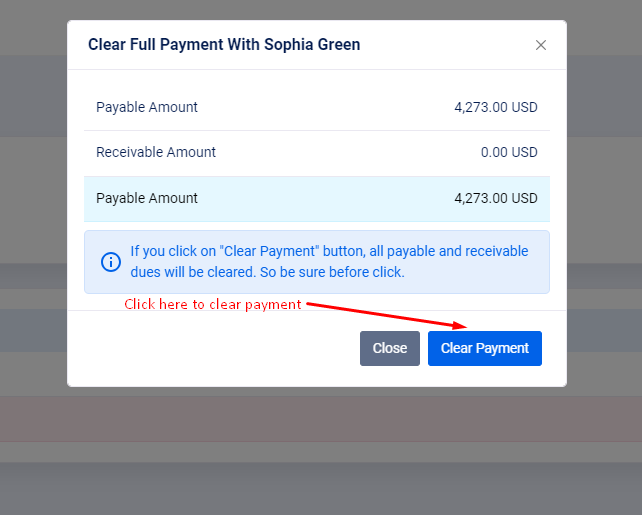 Clear Full Payment With Sophia Green
Payable Amount 4,273.00 USD
Receivable Amount 0.00 USD
Payable Amount 4,273.00 USD
If you click on "Clear Payment" button, all payable and receivable
dues will be cleared. So be sure before click.
Click here to clear payment
Close Clear Payment